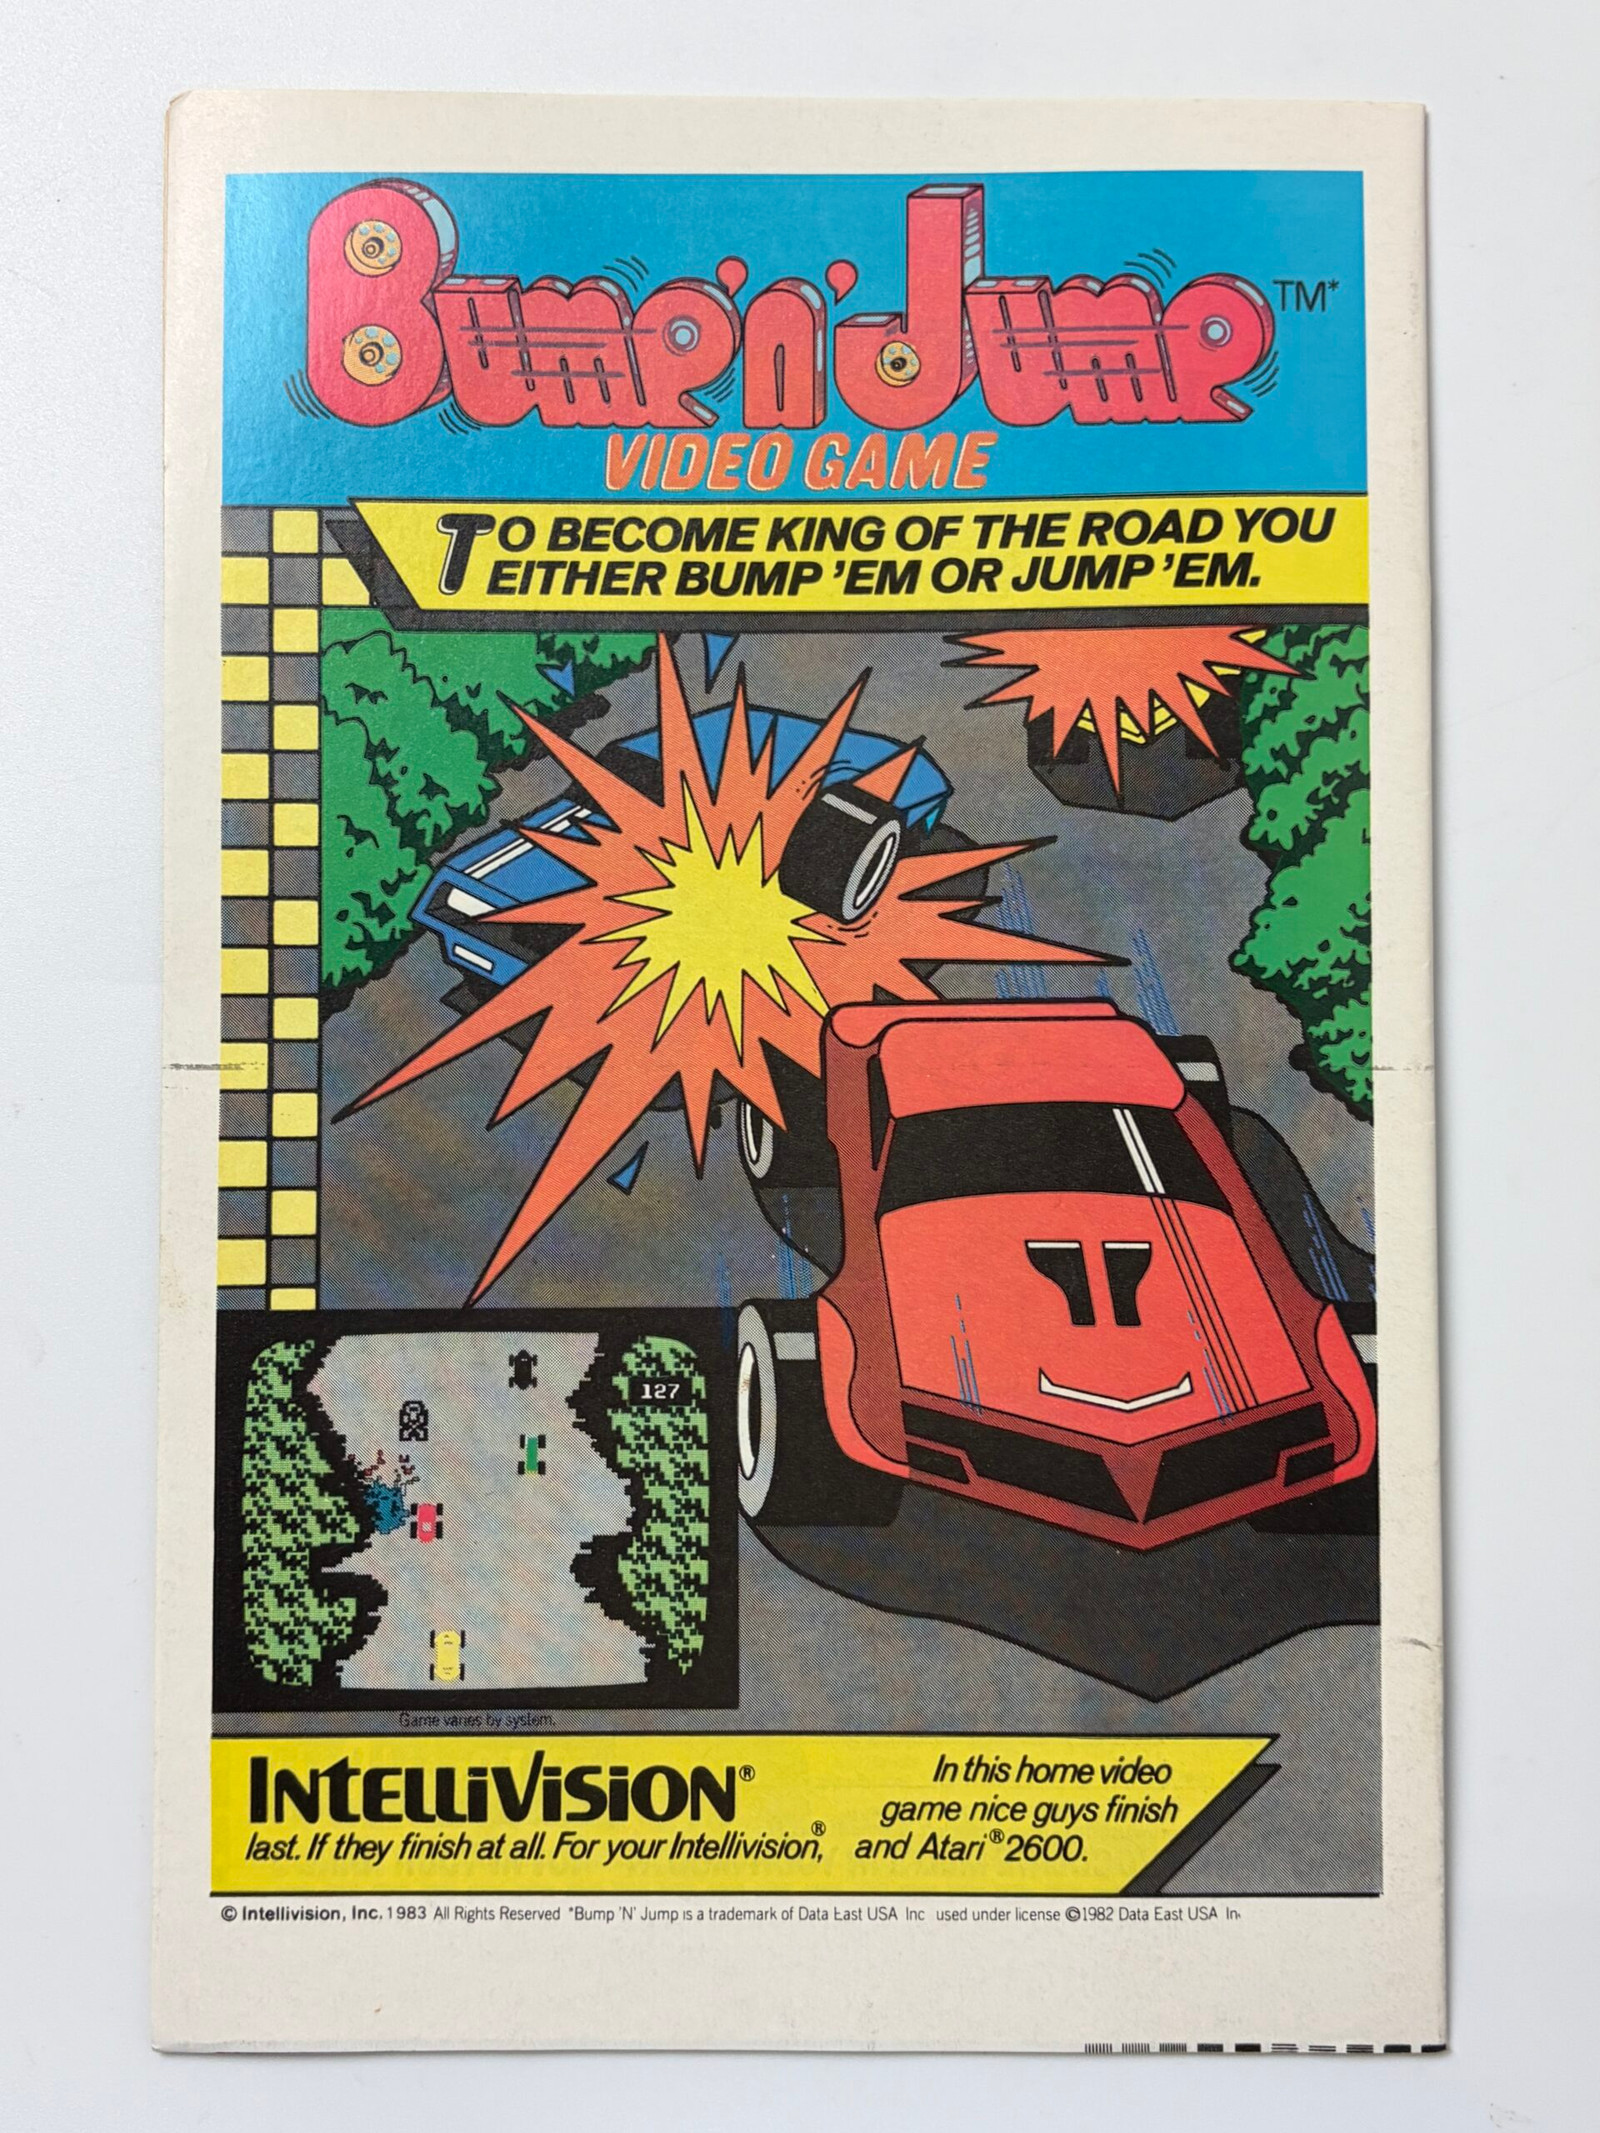 Bump 'n' Jump TM*
VIDEO GAME
TO BECOME KING OF THE ROAD YOU
EITHER BUMP 'EM OR JUMP 'EM.
127
Game varies by system.
INTELLIVISION®
In this home video
game nice guys finish
last. If they finish at all. For your Intellivision,® and Atari® 2600.
© Intellivision, Inc. 1983 All Rights Reserved *Bump 'N' Jump is a trademark of Data East USA Inc used under license ©1982 Data East USA In